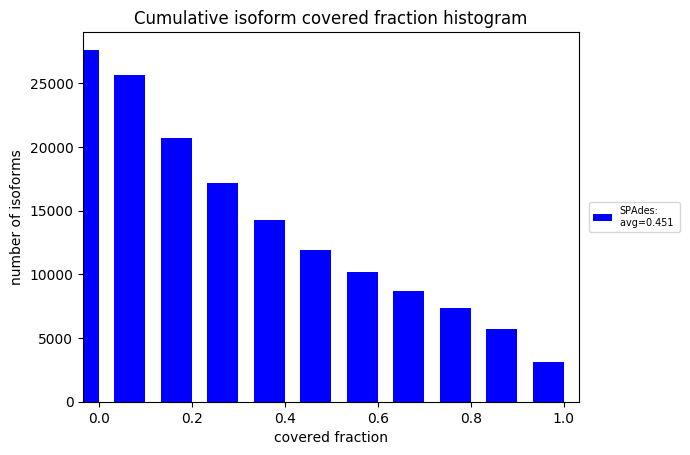 Cumulative isoform covered fraction histogram
number of isoforms
25000
20000
15000
10000
5000
0
0.0 0.2 0.4 0.6 0.8 1.0
covered fraction
SPAdes:
avg=0.451